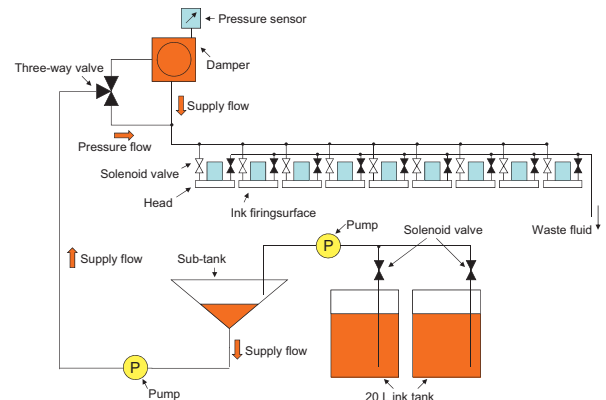 Pressure sensor
Three-way valve
Damper
Supply flow
Pressure flow
Solenoid valve
Head
Ink firingsurface
Waste fluid
Pump
Solenoid valve
Supply flow
Sub-tank
P
Supply flow
P
Pump
20 L ink tank